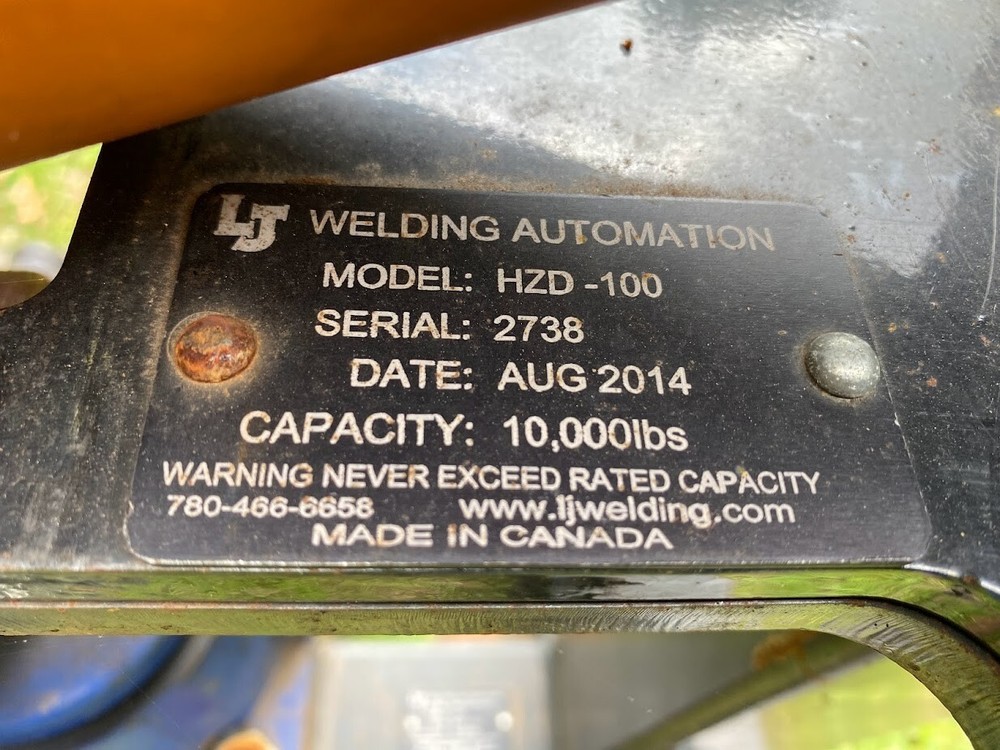 LJ WELDING AUTOMATION
MODEL: HZD -100
SERIAL: 2738
DATE: AUG 2014
CAPACITY: 10,000lbs
WARNING NEVER EXCEED RATED CAPACITY
780-466-6658 www.ljwelding.com
MADE IN CANADA